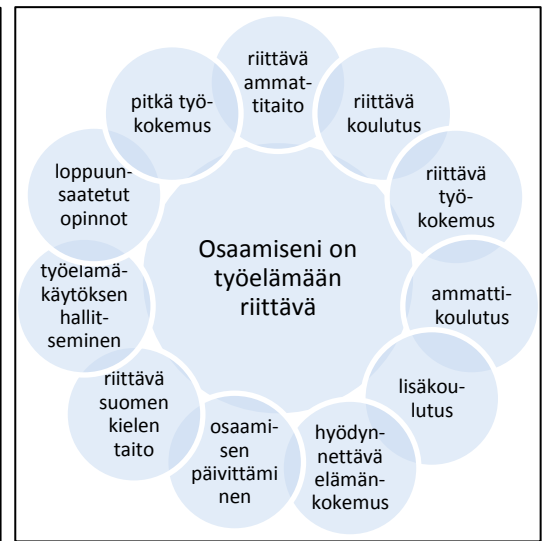 Osaamiseni on
työelämään
riittävä
riittävä
ammat-
titaito
riittävä
koulutus
riittävä
työ-
kokemus
ammatti-
koulutus
lisäkou-
lutus
hyödyn-
nettävä
elämän-
kokemus
osaami-
sen
päivittämi
nen
riittävä
suomen
kielen
taito
työelämä-
käytöksen
hallit-
seminen
loppuun-
saatetut
opinnot
pitkä työ-
kokemus